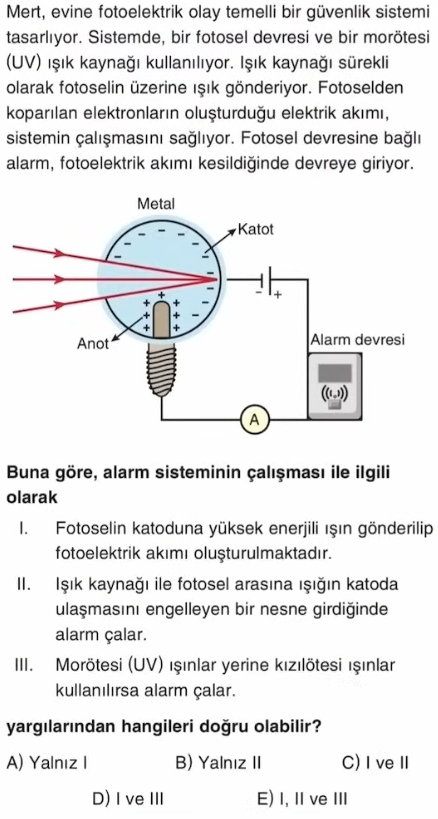 Mert, evine fotoelektrik olay temelli bir güvenlik sistemi
tasarlıyor. Sistemde, bir fotosel devresi ve bir morötesi
(UV) ışık kaynağı kullanılıyor. Işık kaynağı sürekli
olarak fotoselin üzerine ışık gönderiyor. Fotoselden
koparılan elektronların oluşturduğu elektrik akımı,
sistemin çalışmasını sağlıyor. Fotosel devresine bağlı
alarm, fotoelektrik akımı kesildiğinde devreye giriyor.
Metal
Katot
- +
Anot
Alarm devresi
A
Buna göre, alarm sisteminin çalışması ile ilgili
olarak
I. Fotoselin katoduna yüksek enerjili ışın gönderilip
fotoelektrik akımı oluşturulmaktadır.
II. Işık kaynağı ile fotosel arasına ışığın katoda
ulaşmasını engelleyen bir nesne girdiğinde
alarm çalar.
III. Morötesi (UV) ışınlar yerine kızılötesi ışınlar
kullanılırsa alarm çalar.
yargılarından hangileri doğru olabilir?
A) Yalnız I B) Yalnız II C) I ve II
D) I ve III E) I, II ve III